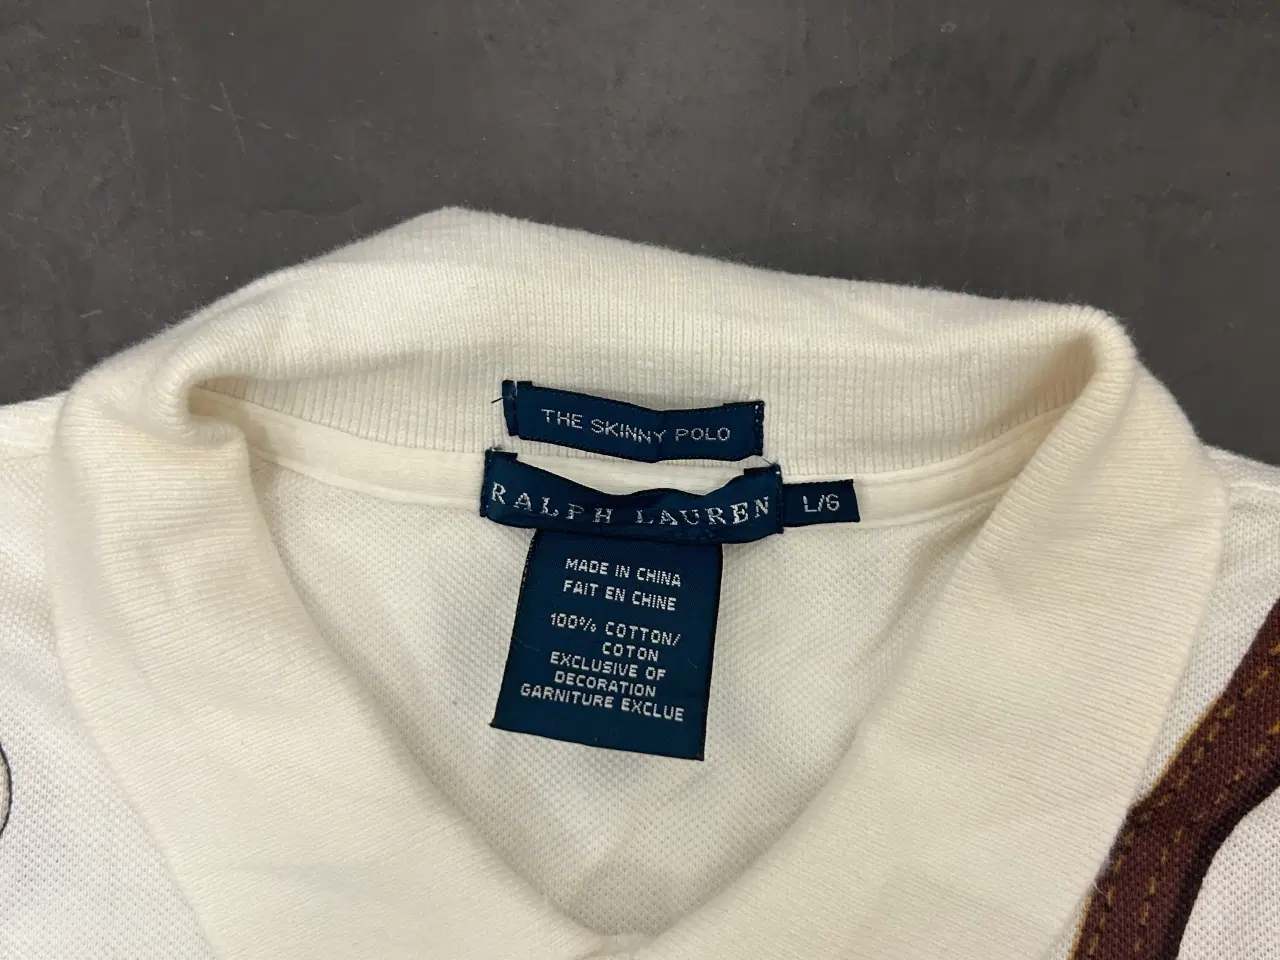 THE SKINNY POLO
RALPH LAUREN
L/G
MADE IN CHINA
FAIT EN CHINE
100% COTTON/
COTON
EXCLUSIVE OF
DECORATION
GARNITURE EXCLUE